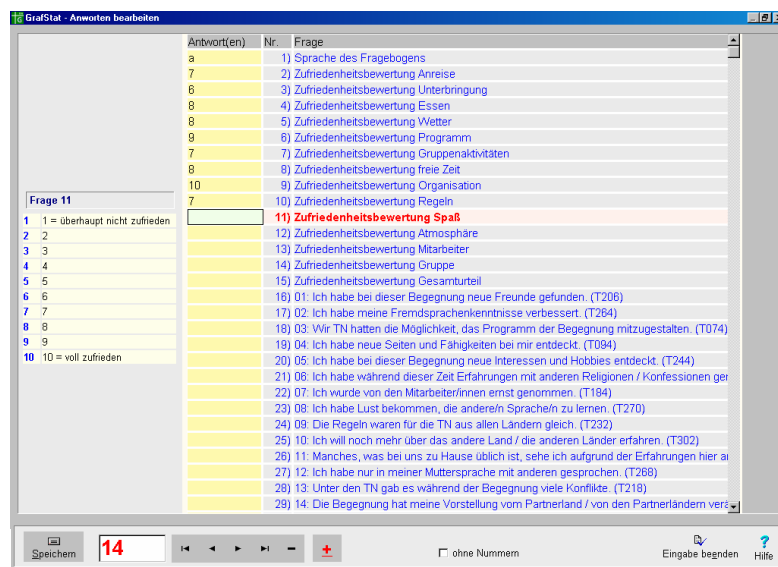 GrafStat - Anworten bearbeiten
Antwort(en) Nr. Frage
a 1) Sprache des Fragebogens
7 2) Zufriedenheitsbewertung Anreise
6 3) Zufriedenheitsbewertung Unterbringung
8 4) Zufriedenheitsbewertung Essen
8 5) Zufriedenheitsbewertung Wetter
9 6) Zufriedenheitsbewertung Programm
7 7) Zufriedenheitsbewertung Gruppenaktivitäten
8 8) Zufriedenheitsbewertung freie Zeit
10 9) Zufriedenheitsbewertung Organisation
7 10) Zufriedenheitsbewertung Regeln
11) Zufriedenheitsbewertung Spaß
12) Zufriedenheitsbewertung Atmosphäre
13) Zufriedenheitsbewertung Mitarbeiter
14) Zufriedenheitsbewertung Gruppe
15) Zufriedenheitsbewertung Gesamturteil
16) 01: Ich habe bei dieser Begegnung neue Freunde gefunden. (T206)
17) 02: Ich habe meine Fremdsprachenkenntnisse verbessert. (T264)
18) 03: Wir TN hatten die Möglichkeit, das Programm der Begegnung mitzugestalten. (T074)
19) 04: Ich habe neue Seiten und Fähigkeiten bei mir entdeckt. (T094)
20) 05: Ich habe bei dieser Begegnung neue Interessen und Hobbies entdeckt. (T244)
21) 06: Ich habe während dieser Zeit Erfahrungen mit anderen Religionen / Konfessionen ger
22) 07: Ich wurde von den Mitarbeiter/innen ernst genommen. (T184)
23) 08: Ich habe Lust bekommen, die andere/n Sprache/n zu lernen. (T270)
24) 09: Die Regeln waren für die TN aus allen Ländern gleich. (T232)
25) 10: Ich will noch mehr über das andere Land / die anderen Länder erfahren. (T302)
26) 11: Manches, was bei uns zu Hause üblich ist, sehe ich aufgrund der Erfahrungen hier a
27) 12: Ich habe nur in meiner Muttersprache mit anderen gesprochen. (T268)
28) 13: Unter den TN gab es während der Begegnung viele Konflikte. (T218)
29) 14: Die Begegnung hat meine Vorstellung vom Partnerland / von den Partnerländern verä
Frage 11
1 1 = überhaupt nicht zufrieden
2 2
3 3
4 4
5 5
6 6
7 7
8 8
9 9
10 10 = voll zufrieden
Speichern
14
ohne Nummern
Eingabe beenden
? Hilfe